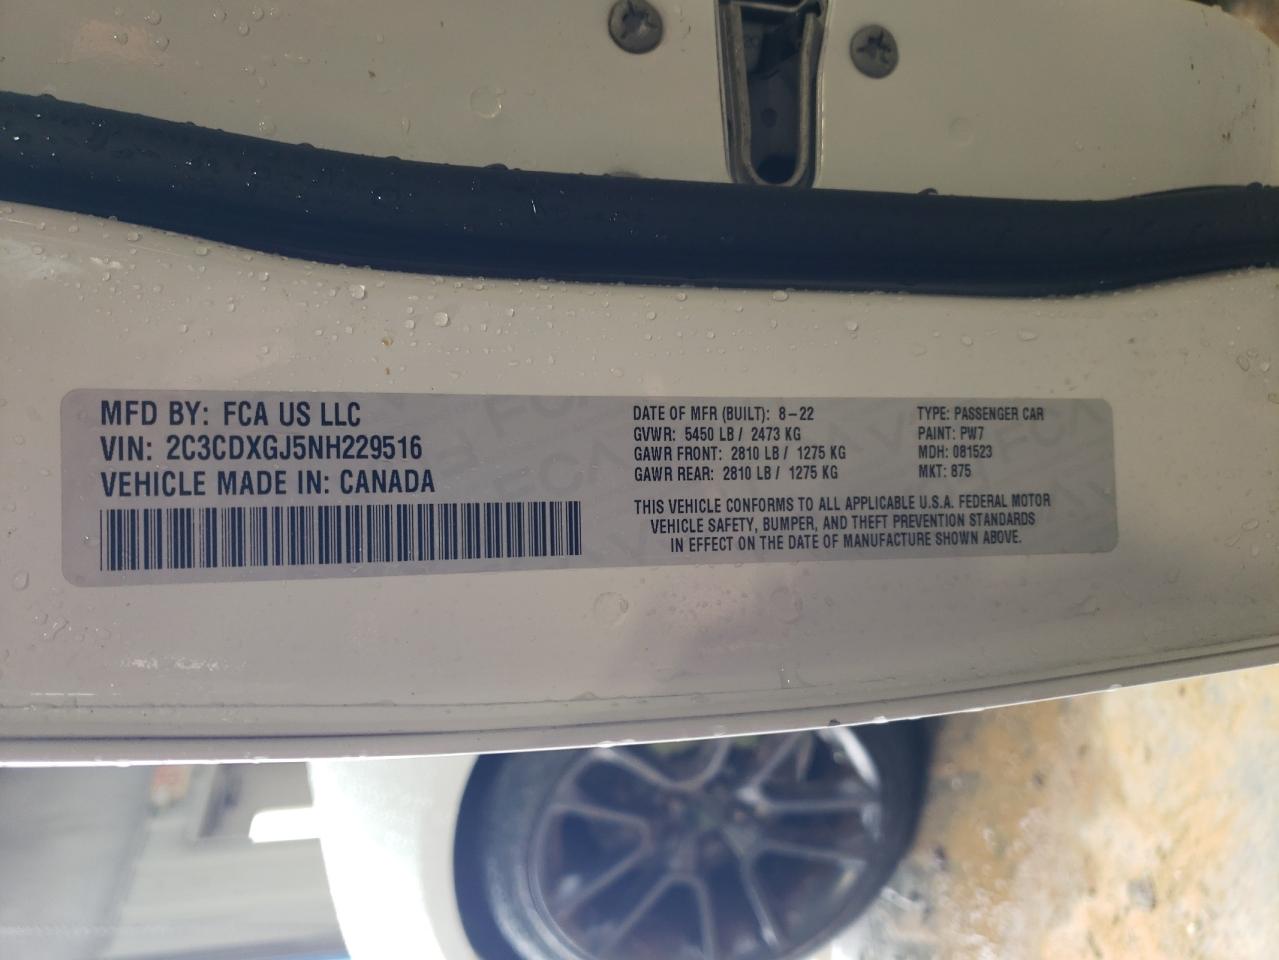 MFD BY: FCA US LLC
VIN: 2C3CDXGJ5NH229516
VEHICLE MADE IN: CANADA
DATE OF MFR (BUILT): 8-22
GVWR: 5450 LB / 2473 KG
GAWR FRONT: 2810 LB / 1275 KG
GAWR REAR: 2810 LB / 1275 KG
TYPE: PASSENGER CAR
PAINT: PW7
MDH: 081523
MKT: 875
THIS VEHICLE CONFORMS TO ALL APPLICABLE U.S.A. FEDERAL MOTOR
VEHICLE SAFETY, BUMPER, AND THEFT PREVENTION STANDARDS
IN EFFECT ON THE DATE OF MANUFACTURE SHOWN ABOVE.